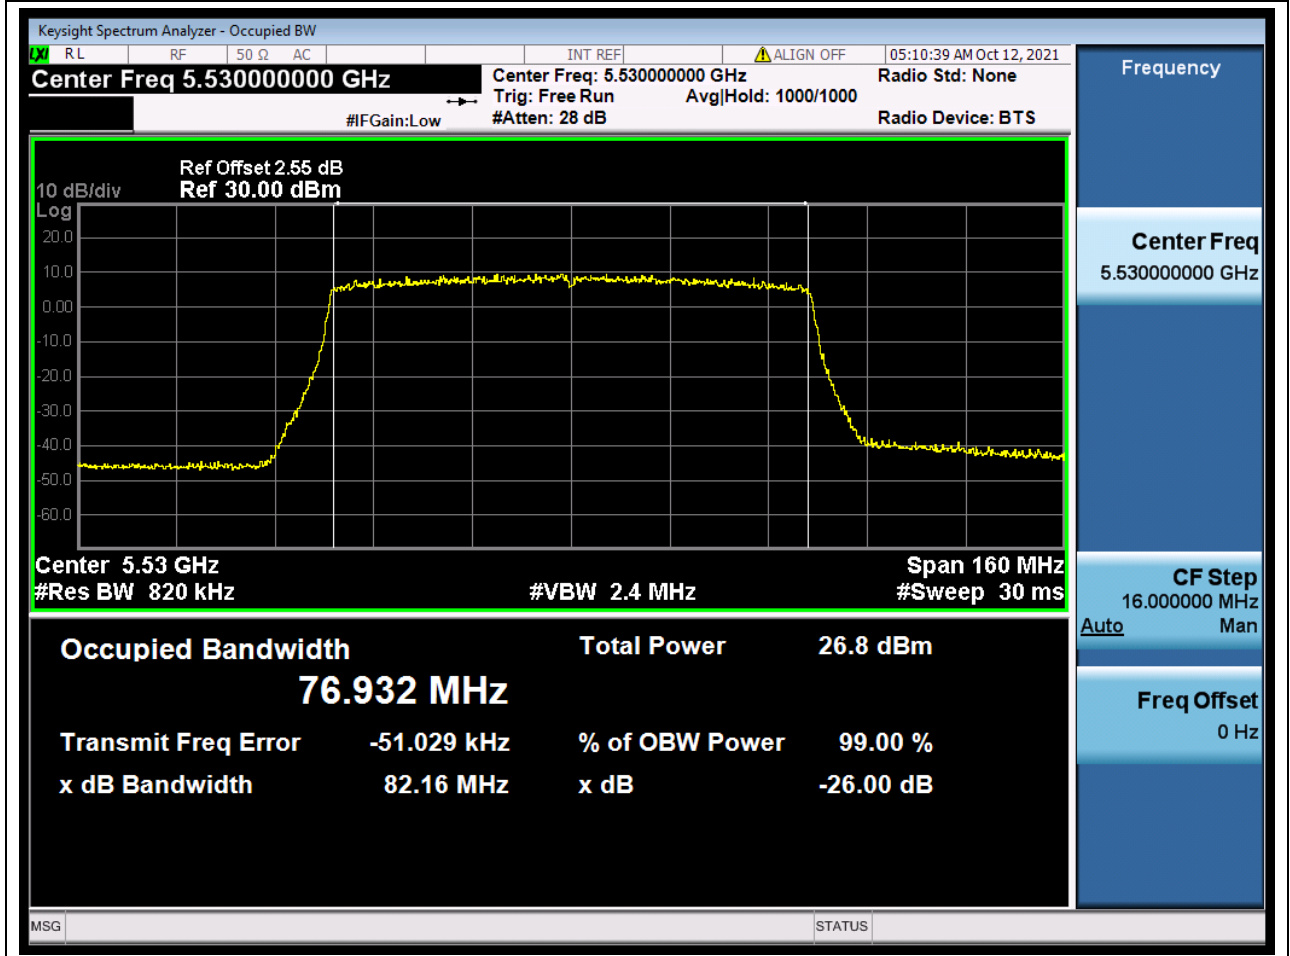 Keysight Spectrum Analyzer - Occupied BW
LXI RL RF 50 Ω AC INT REF ALIGN OFF 05:10:39 AM Oct 12, 2021
Center Freq 5.530000000 GHz Center Freq: 5.530000000 GHz Radio Std: None
Trig: Free Run Avg|Hold: 1000/1000
#IFGain:Low #Atten: 28 dB Radio Device: BTS
Frequency
Ref Offset 2.55 dB
10 dB/div Ref 30.00 dBm
Log
20.0
10.0
0.00
-10.0
-20.0
-30.0
-40.0
-50.0
-60.0
Center 5.53 GHz Span 160 MHz
#Res BW 820 kHz #VBW 2.4 MHz #Sweep 30 ms
Occupied Bandwidth Total Power 26.8 dBm
76.932 MHz
Transmit Freq Error -51.029 kHz % of OBW Power 99.00 %
x dB Bandwidth 82.16 MHz x dB -26.00 dB
Center Freq
5.530000000 GHz
CF Step
16.000000 MHz
Auto Man
Freq Offset
0 Hz
MSG STATUS